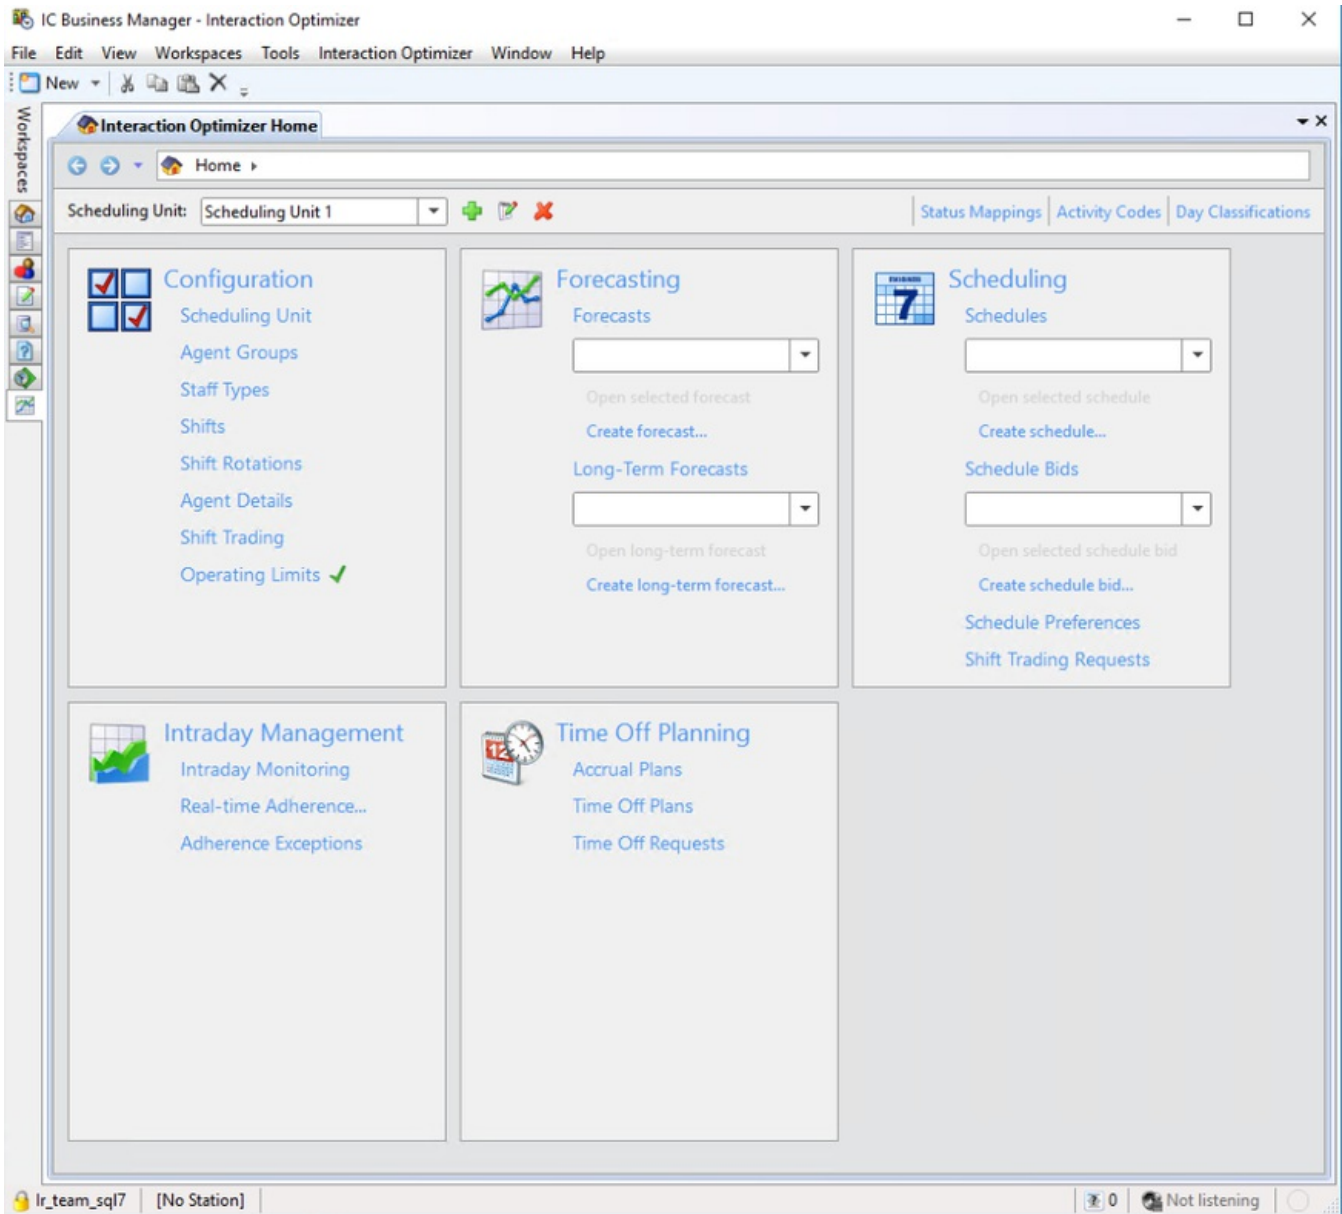 IC Business Manager - Interaction Optimizer
File Edit View Workspaces Tools Interaction Optimizer Window Help
New
Workspaces
Interaction Optimizer Home
Home
Scheduling Unit: Scheduling Unit 1 Status Mappings Activity Codes Day Classifications
Configuration
Scheduling Unit
Agent Groups
Staff Types
Shifts
Shift Rotations
Agent Details
Shift Trading
Operating Limits
Forecasting
Forecasts
Open selected forecast
Create forecast...
Long-Term Forecasts
Open long-term forecast
Create long-term forecast...
7
Scheduling
Schedules
Open selected schedule
Create schedule...
Schedule Bids
Open selected schedule bid
Create schedule bid...
Schedule Preferences
Shift Trading Requests
Intraday Management
Intraday Monitoring
Real-time Adherence...
Adherence Exceptions
12
Time Off Planning
Accrual Plans
Time Off Plans
Time Off Requests
lr_team_sql7 [No Station] 0 Not listening